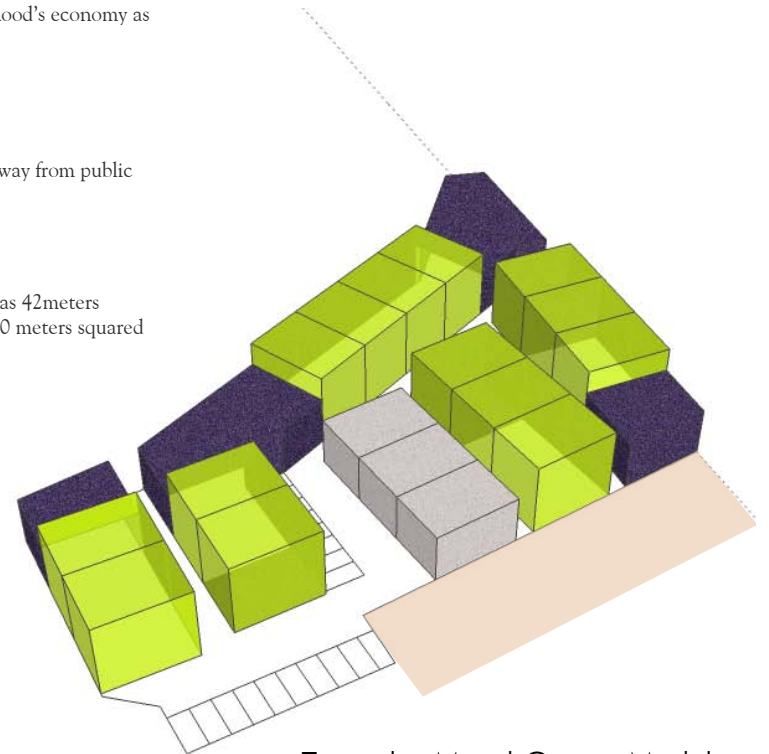 ood's economy as
way from public
as 42meters
0 meters squared